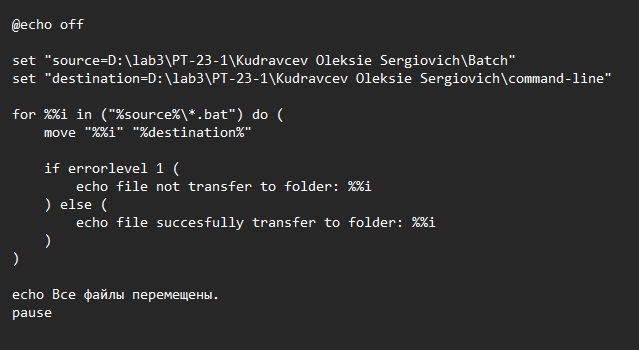 @echo off
set "source=D:\lab3\PT-23-1\Kudravcev Oleksie Sergiovich\Batch"
set "destination=D:\lab3\PT-23-1\Kudravcev Oleksie Sergiovich\command-line"
for %%i in ("%source%\*.bat") do (
move "%%i" "%destination%"
if errorlevel 1 (
echo file not transfer to folder: %%i
) else (
echo file succesfully transfer to folder: %%i
)
)
echo Все файлы перемещены.
pause